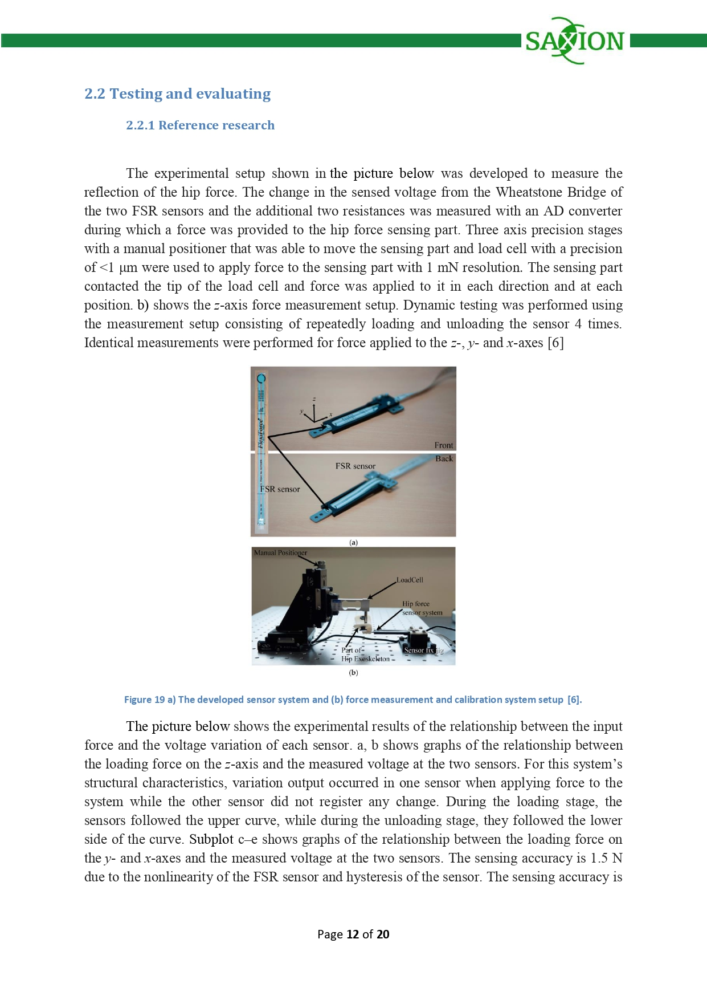 SAXION
2.2 Testing and evaluating
2.2.1 Reference research
The experimental setup shown in the picture below was developed to measure the
reflection of the hip force. The change in the sensed voltage from the Wheatstone Bridge of
the two FSR sensors and the additional two resistances was measured with an AD converter
during which a force was provided to the hip force sensing part. Three axis precision stages
with a manual positioner that was able to move the sensing part and load cell with a precision
of <1 μm were used to apply force to the sensing part with 1 mN resolution. The sensing part
contacted the tip of the load cell and force was applied to it in each direction and at each
position. b) shows the z-axis force measurement setup. Dynamic testing was performed using
the measurement setup consisting of repeatedly loading and unloading the sensor 4 times.
Identical measurements were performed for force applied to the z-, y- and x-axes [6]
z
y
x
FlexiForce
Front
Back
FSR sensor
FSR sensor
(a)
Manual Positioner
LoadCell
Hip force
sensor system
Part of
Hip Exoskeleton
Sensor fix jig
(b)
Figure 19 a) The developed sensor system and (b) force measurement and calibration system setup [6].
The picture below shows the experimental results of the relationship between the input
force and the voltage variation of each sensor. a, b shows graphs of the relationship between
the loading force on the z-axis and the measured voltage at the two sensors. For this system’s
structural characteristics, variation output occurred in one sensor when applying force to the
system while the other sensor did not register any change. During the loading stage, the
sensors followed the upper curve, while during the unloading stage, they followed the lower
side of the curve. Subplot c–e shows graphs of the relationship between the loading force on
the y- and x-axes and the measured voltage at the two sensors. The sensing accuracy is 1.5 N
due to the nonlinearity of the FSR sensor and hysteresis of the sensor. The sensing accuracy is
Page 12 of 20